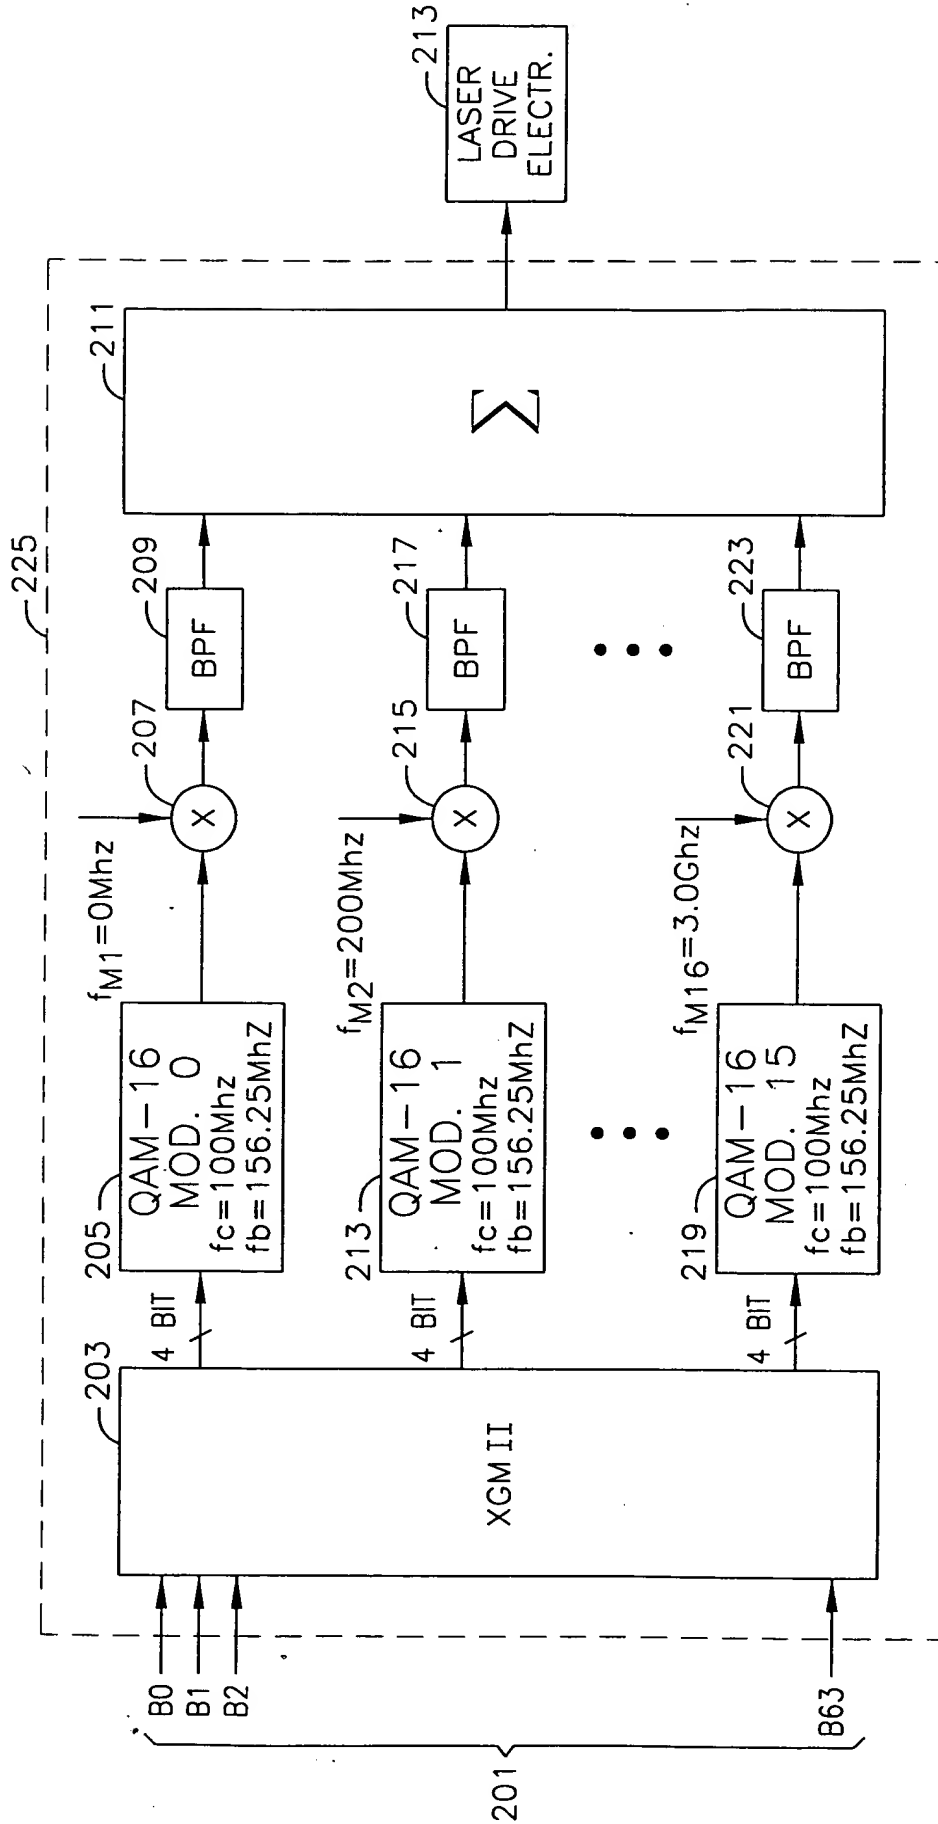 225
201
B0
B1
B2
B63
203
XGMII
4 BIT
205
QAM-16
MOD. 0
fc=100Mhz
fb=156.25MhZ
fM1=0Mhz
207
X
209
BPF
4 BIT
213
QAM-16
MOD. 1
fc=100Mhz
fb=156.25MhZ
fM2=200Mhz
215
X
217
BPF
4 BIT
219
QAM-16
MOD. 15
fc=100Mhz
fb=156.25MhZ
fM16=3.0Ghz
221
X
223
BPF
211
Σ
213
LASER
DRIVE
ELECTR.